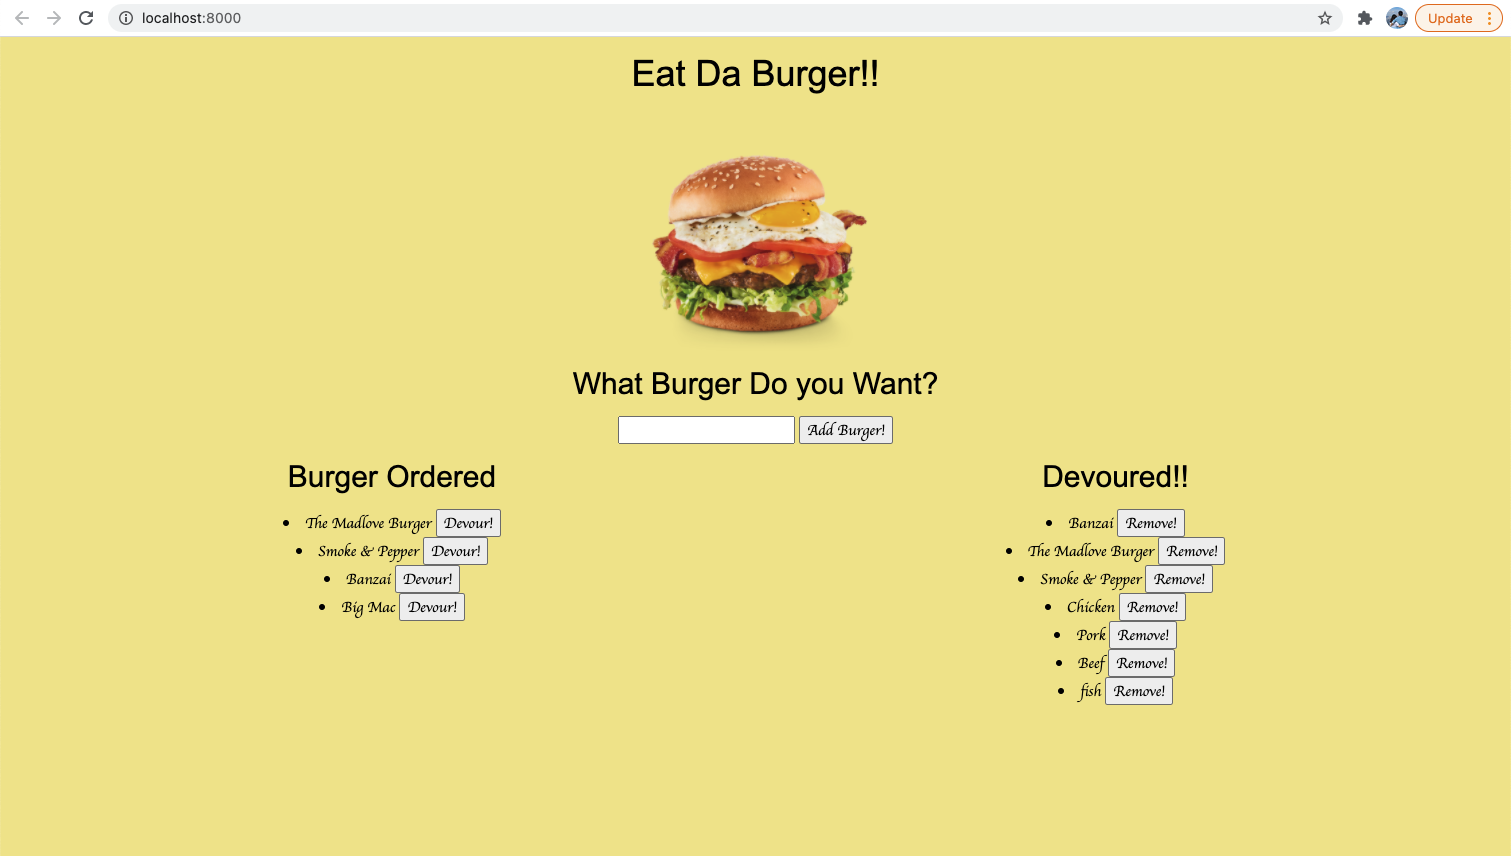 localhost:8000
Update
Eat Da Burger!!
What Burger Do you Want?
Add Burger!
Burger Ordered
The Madlove Burger Devour!
Smoke & Pepper Devour!
Banzai Devour!
Big Mac Devour!
Devoured!!
Banzai Remove!
The Madlove Burger Remove!
Smoke & Pepper Remove!
Chicken Remove!
Pork Remove!
Beef Remove!
fish Remove!